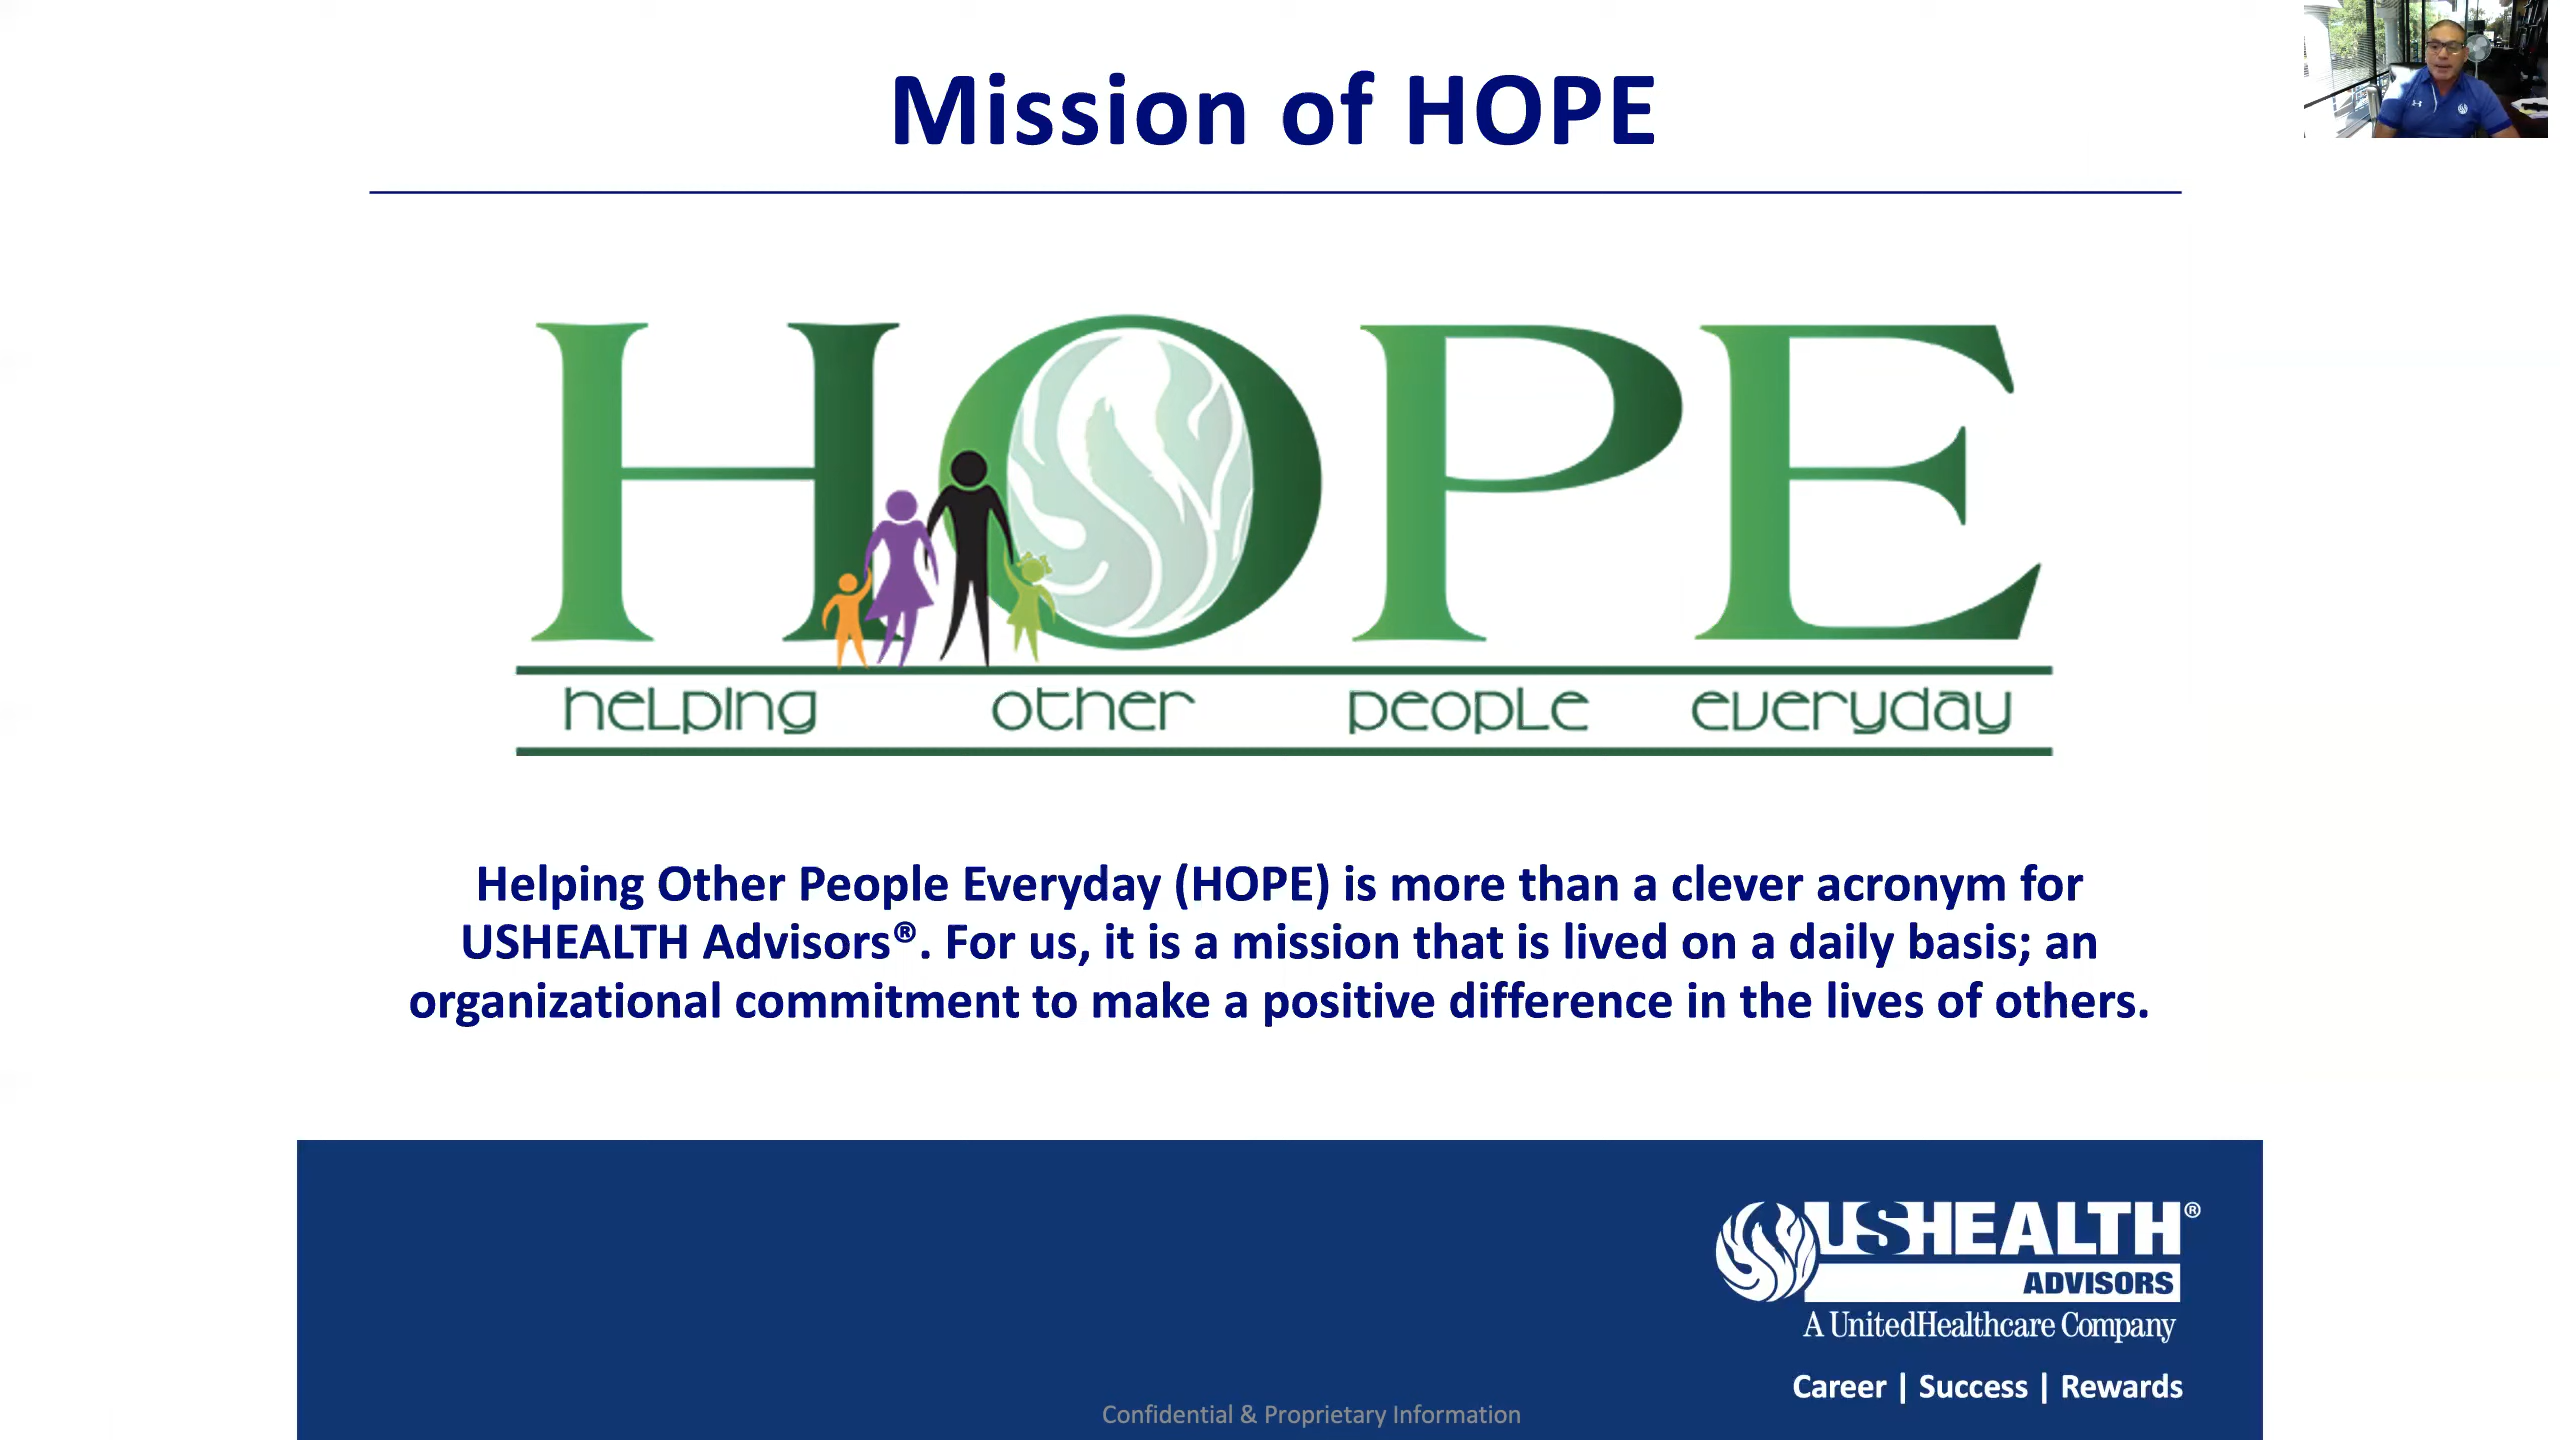 Mission of HOPE
HOPE
helping other people everyday
Helping Other People Everyday (HOPE) is more than a clever acronym for
USHEALTH Advisors®. For us, it is a mission that is lived on a daily basis; an
organizational commitment to make a positive difference in the lives of others.
USHEALTH®
ADVISORS
A UnitedHealthcare Company
Career | Success | Rewards
Confidential & Proprietary Information